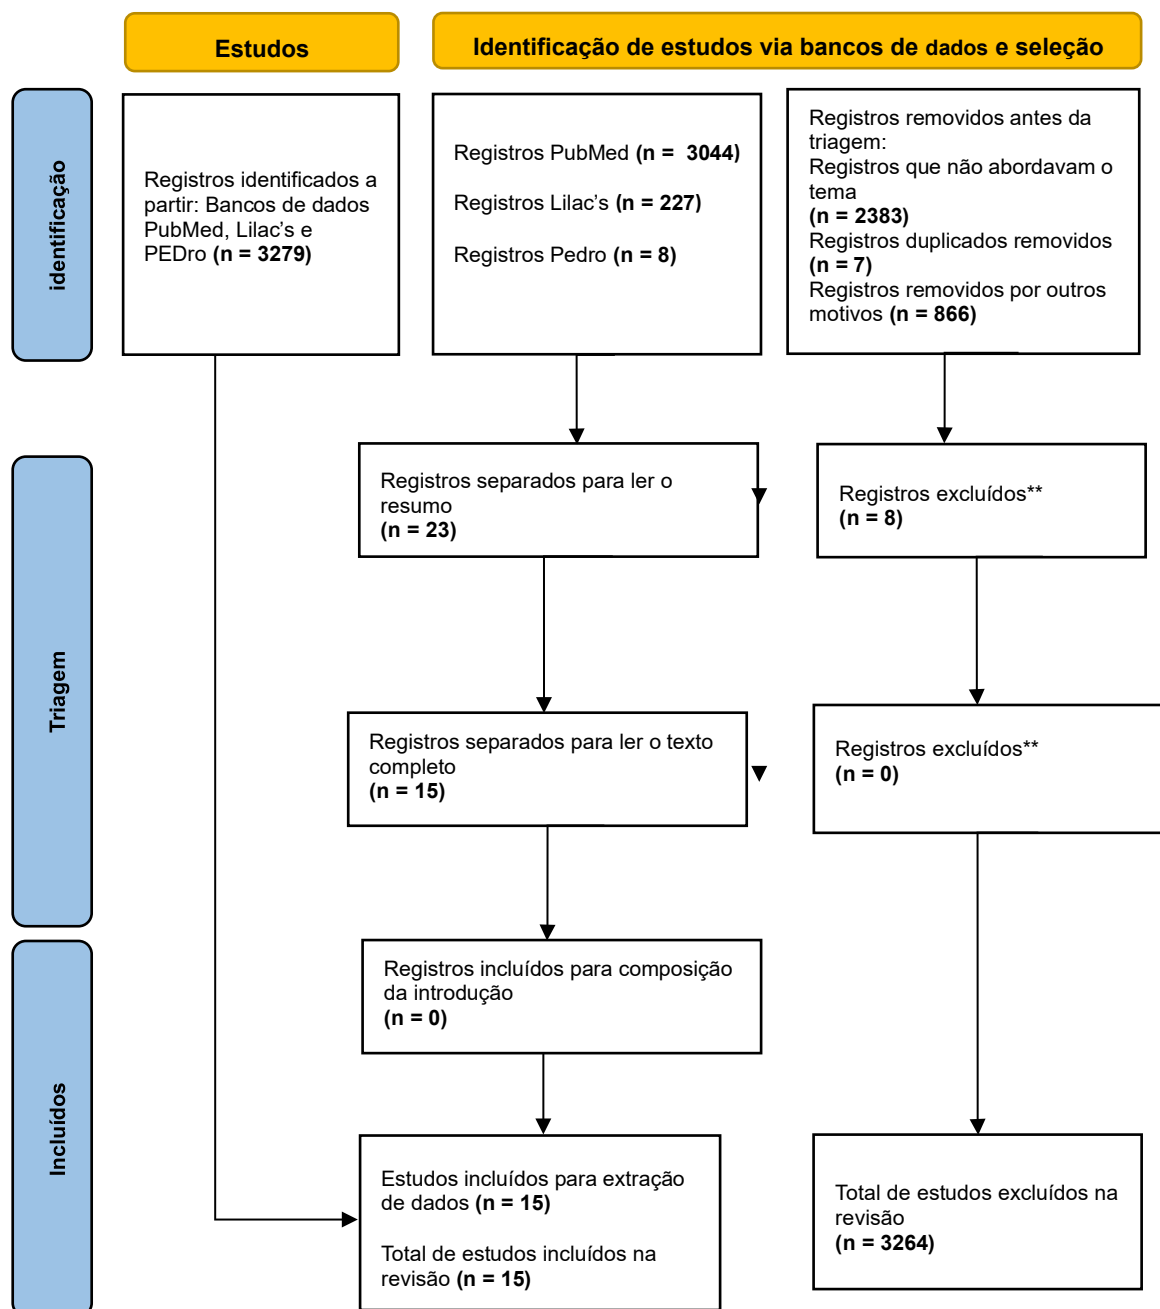 Estudos
Identificação de estudos via bancos de dados e seleção
identificação
Registros identificados a
partir: Bancos de dados
PubMed, Lilac’s e
PEDro (n = 3279)
Registros PubMed (n =  3044)
Registros Lilac’s (n = 227)
Registros Pedro (n = 8)
Registros removidos antes da
triagem:
Registros que não abordavam o
tema
(n = 2383)
Registros duplicados removidos
(n = 7)
Registros removidos por outros
motivos (n = 866)
Triagem
Registros separados para ler o
resumo
(n = 23)
Registros excluídos**
(n = 8)
Registros separados para ler o texto
completo
(n = 15)
Registros excluídos**
(n = 0)
Incluídos
Registros incluídos para composição
da introdução
(n = 0)
Estudos incluídos para extração
de dados (n = 15)
Total de estudos incluídos na
revisão (n = 15)
Total de estudos excluídos na
revisão
(n = 3264)